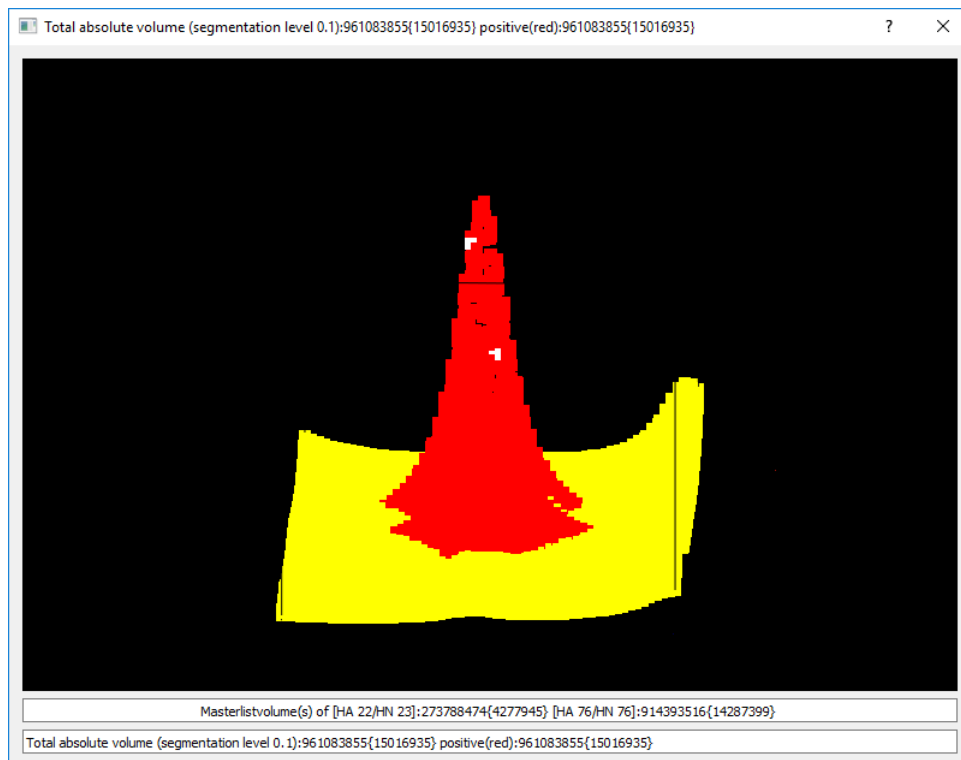 Total absolute volume (segmentation level 0.1):961083855{15016935} positive(red):961083855{15016935}
Masterlistvolume(s) of [HA 22/HN 23]:273788474{4277945} [HA 76/HN 76]:914393516{14287399}
Total absolute volume (segmentation level 0.1):961083855{15016935} positive(red):961083855{15016935}